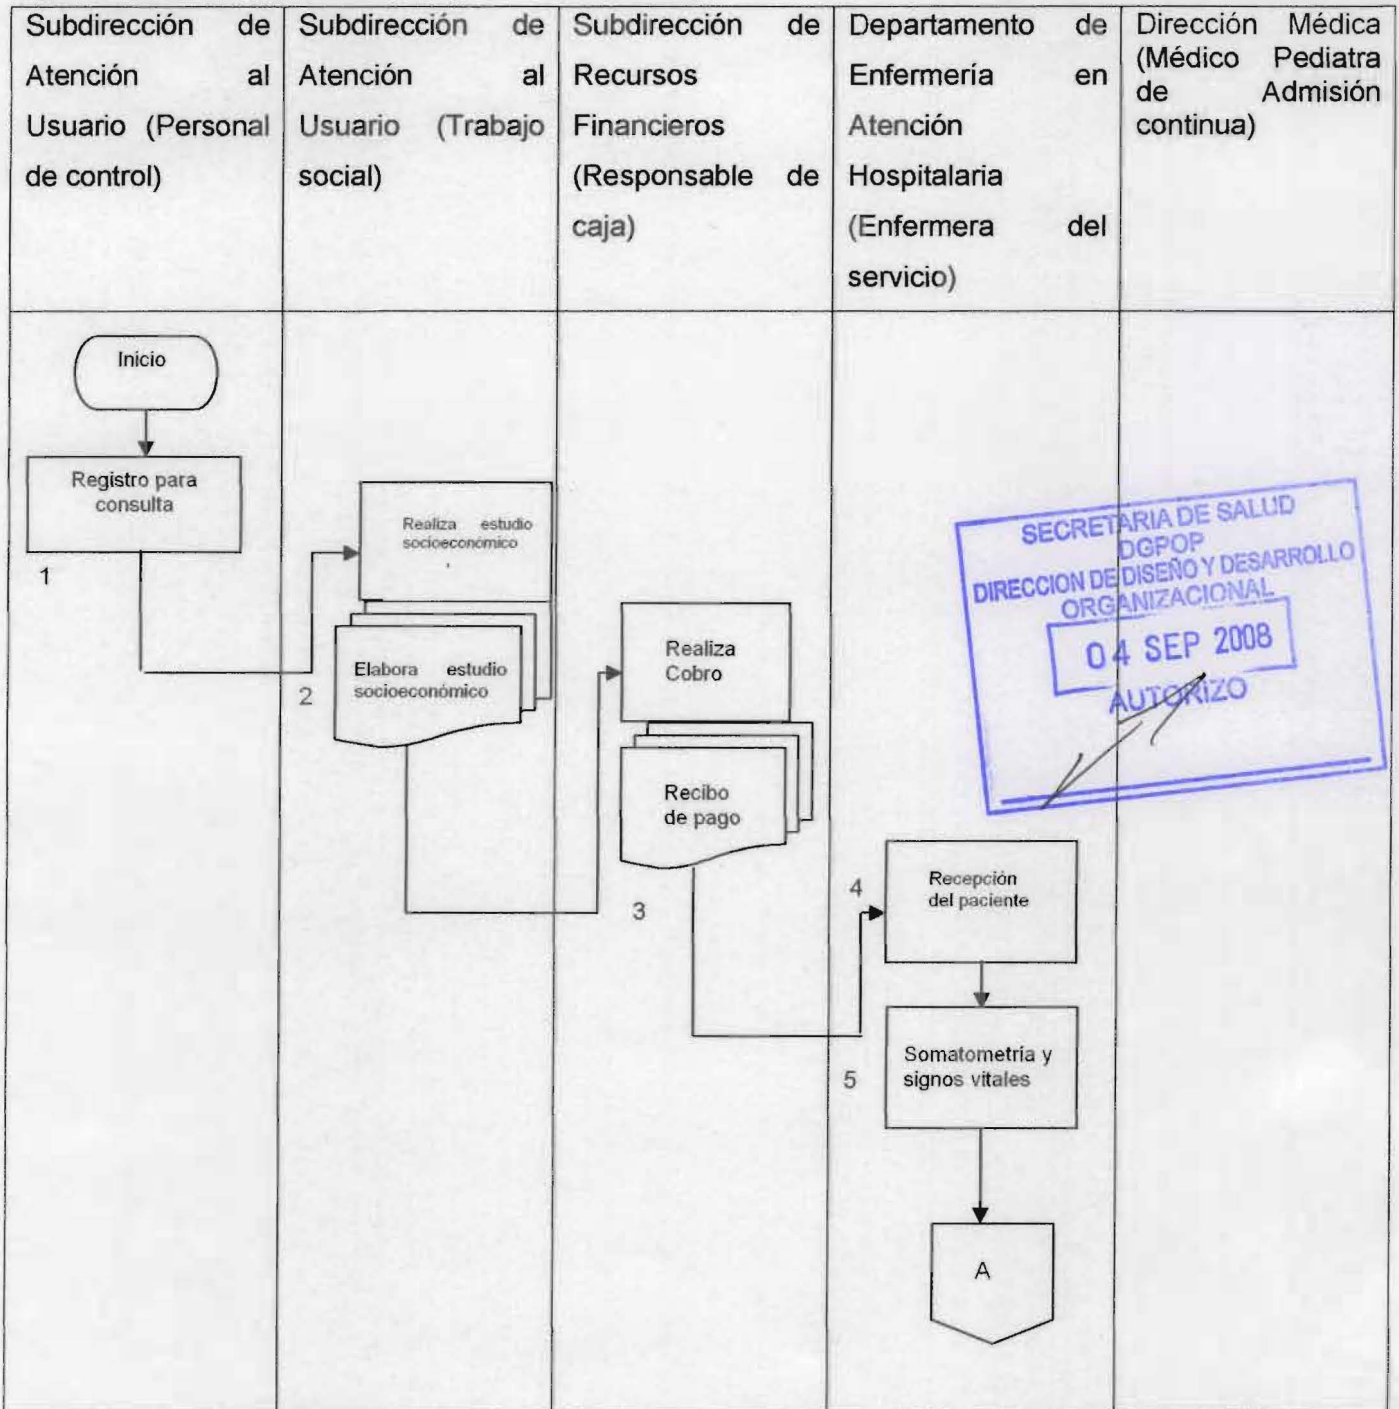 Subdirección de
Atención al
Usuario (Personal
de control)
Subdirección de
Atención al
Usuario (Trabajo
social)
Subdirección de
Recursos
Financieros
(Responsable de
caja)
Departamento de
Enfermería en
Atención
Hospitalaria
(Enfermera del
servicio)
Dirección Médica
(Médico Pediatra
de Admisión
continua)
Inicio
Registro para
consulta
1
Realiza estudio
socioeconómico
Elabora estudio
socioeconómico
2
Realiza
Cobro
Recibo
de pago
3
SECRETARIA DE SALUD
DGPOP
DIRECCION DE DISEÑO Y DESARROLLO
ORGANIZACIONAL
04 SEP 2008
AUTORIZO
4
Recepción
del paciente
Somatometría y
signos vitales
5
A